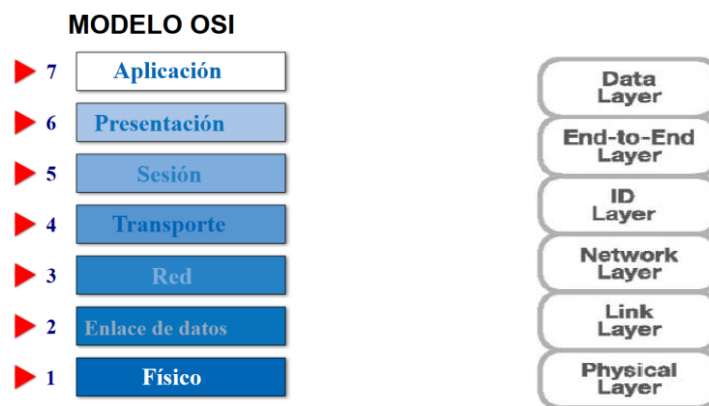 MODELO OSI
7 Aplicación
6 Presentación
5 Sesión
4 Transporte
3 Red
2 Enlace de datos
1 Físico
Data
Layer
End-to-End
Layer
ID
Layer
Network
Layer
Link
Layer
Physical
Layer